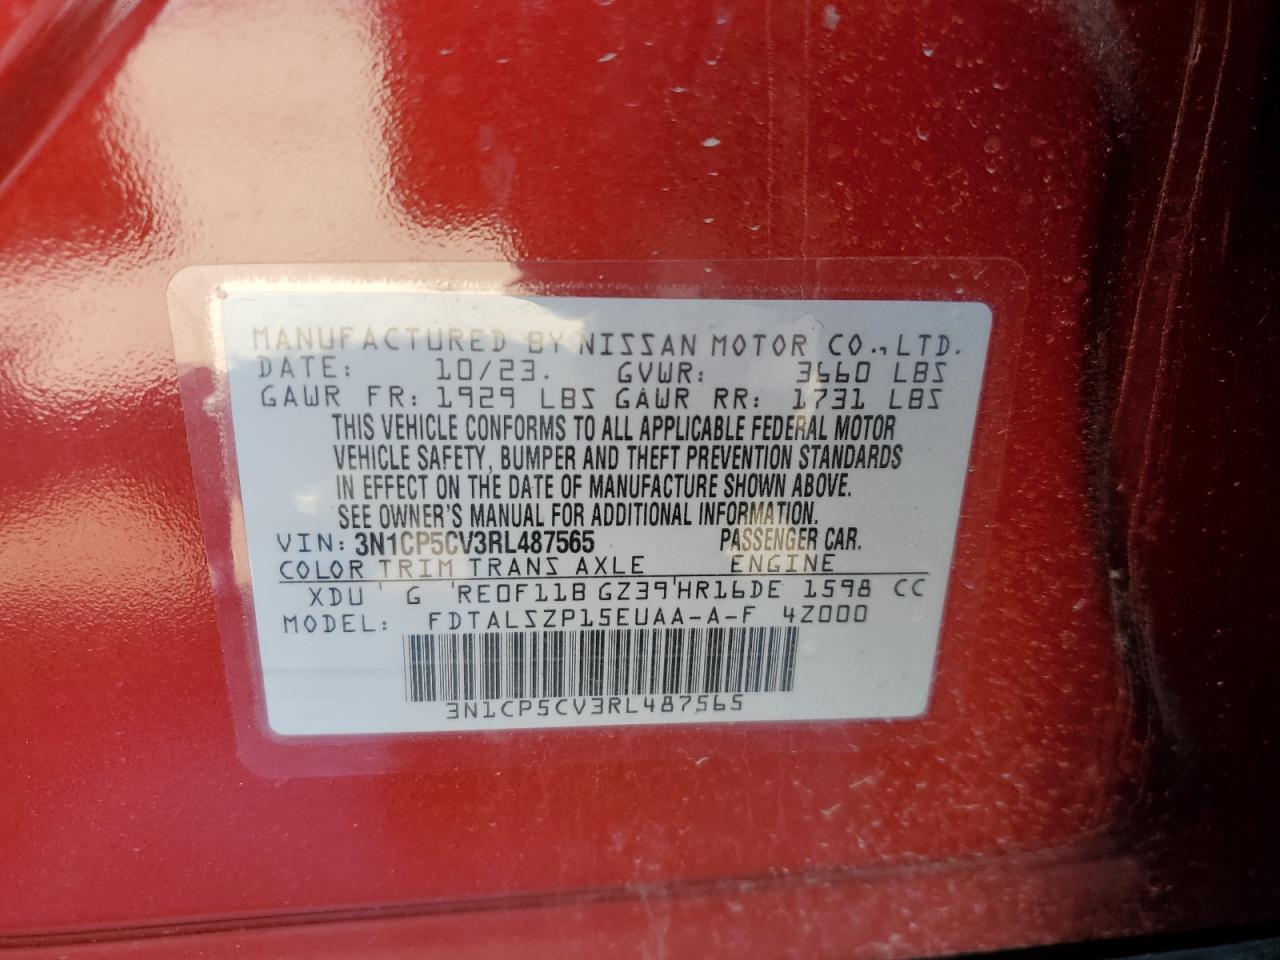 MANUFACTURED BY NISSAN MOTOR CO.,LTD.
DATE: 10/23. GVWR: 3660 LBS
GAWR FR: 1929 LBS GAWR RR: 1731 LBS
THIS VEHICLE CONFORMS TO ALL APPLICABLE FEDERAL MOTOR
VEHICLE SAFETY, BUMPER AND THEFT PREVENTION STANDARDS
IN EFFECT ON THE DATE OF MANUFACTURE SHOWN ABOVE.
SEE OWNER'S MANUAL FOR ADDITIONAL INFORMATION.
VIN: 3N1CP5CV3RL487565 PASSENGER CAR.
COLOR TRIM TRANS AXLE ENGINE
XDU ' G 'RE0F11B GZ39'HR16DE 1598 CC
MODEL: FDTALSZP15EUAA-A-F 4Z000
3N1CP5CV3RL487565